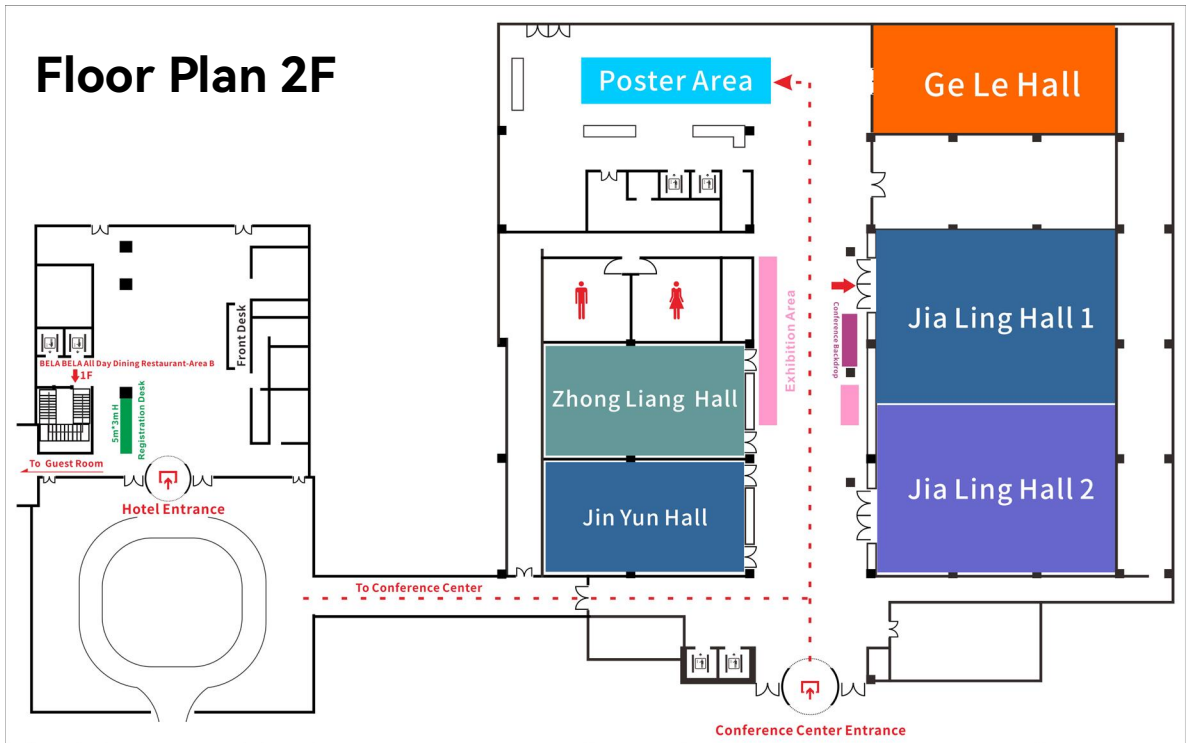 Floor Plan 2F
Poster Area
Ge Le Hall
Front Desk
BELA BELA All Day Dining Restaurant-Area B
1F
5m*3m H
Registration Desk
To Guest Room
Hotel Entrance
Exhibition Area
Conference Backdrop
Jia Ling Hall 1
Zhong Liang Hall
Jia Ling Hall 2
Jin Yun Hall
To Conference Center
Conference Center Entrance